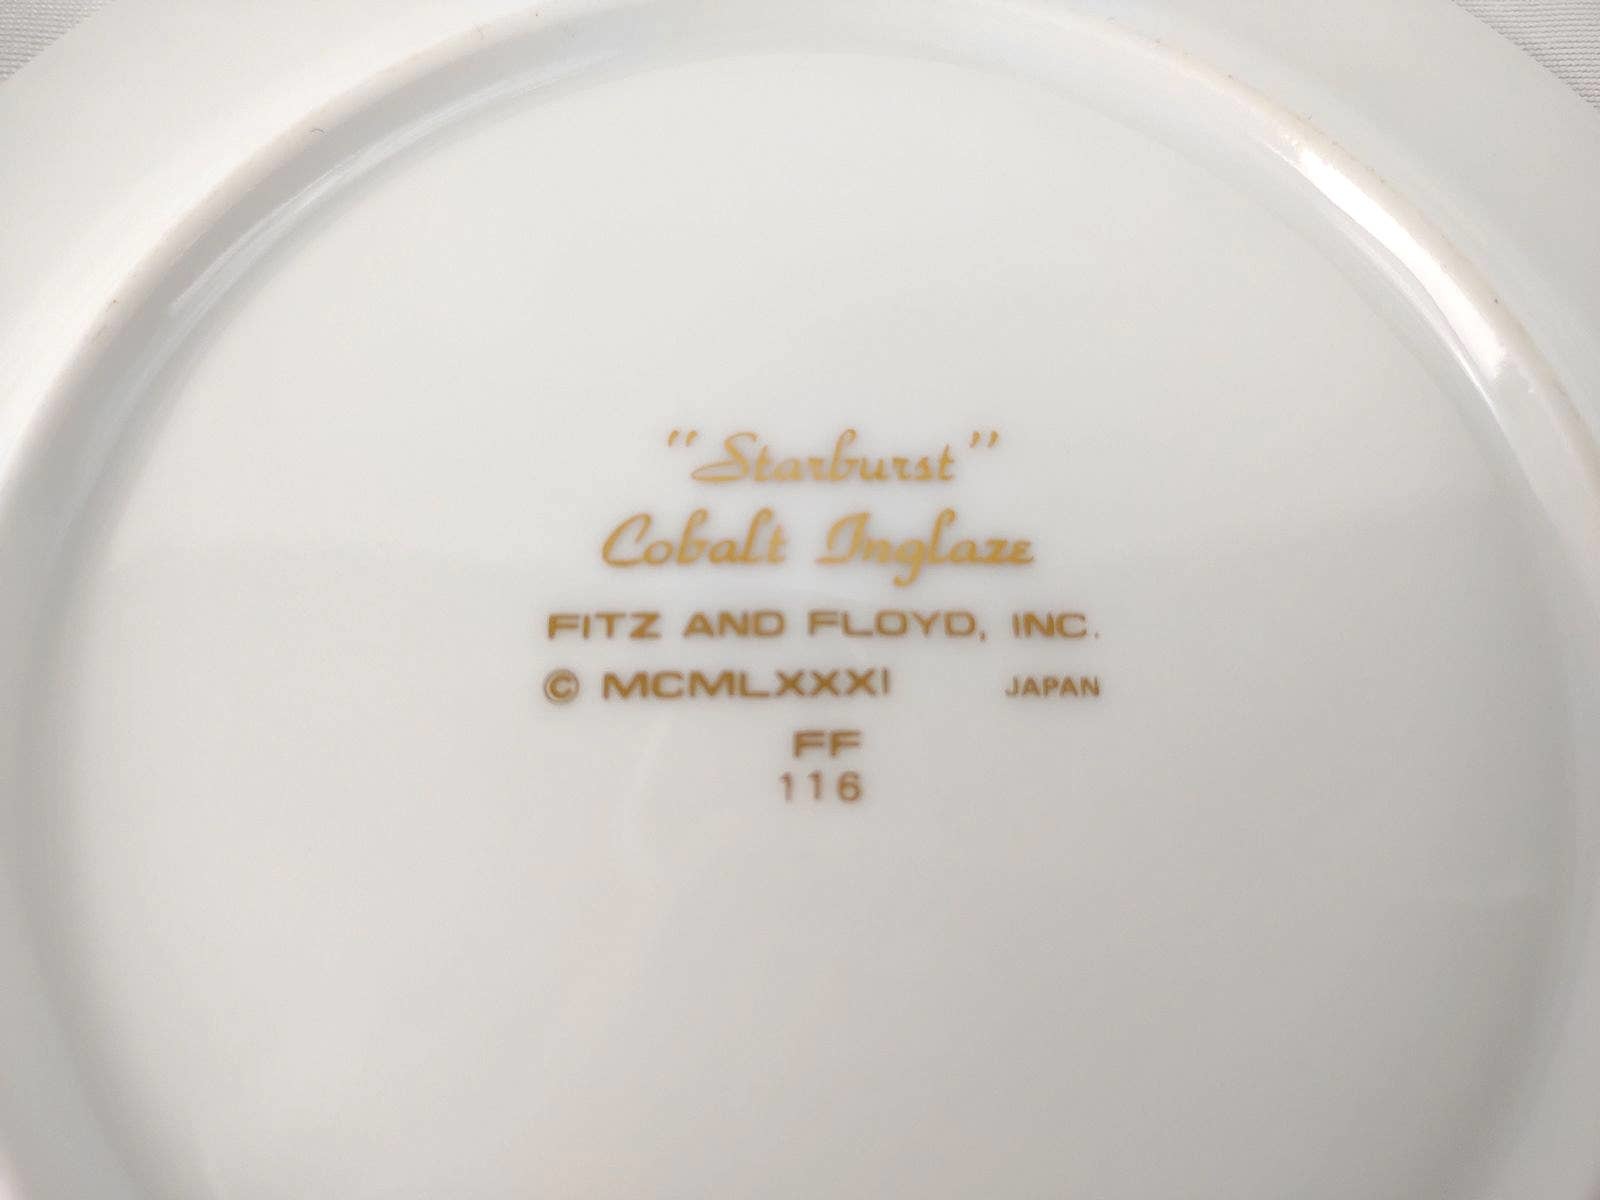 "Starburst"
Cobalt Inglaze
FITZ AND FLOYD, INC.
© MCMLXXXI JAPAN
FF
116